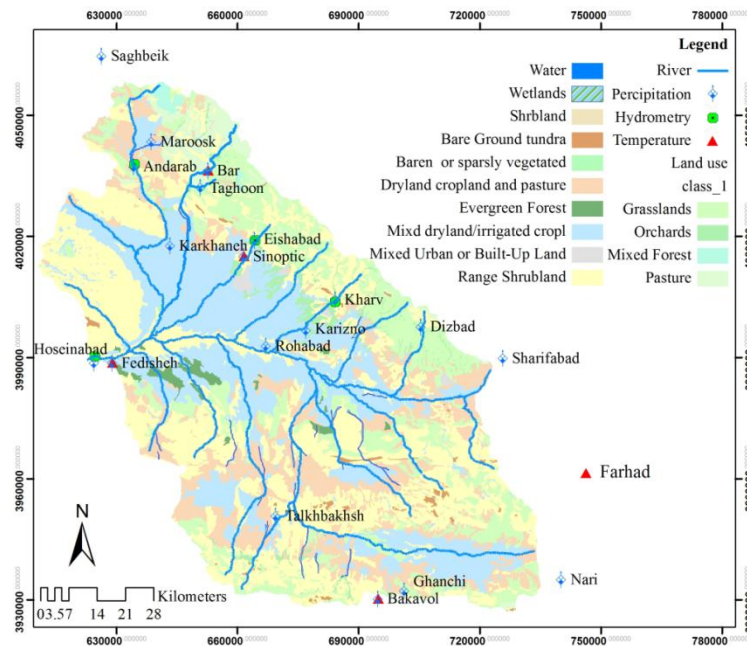 630000 660000 690000 720000 750000 780000
Saghbeik
Legend
Water River
Wetlands Percipitation
Shrbland Hydrometry
Bare Ground tundra Temperature
Baren or sparsly vegetated Land use
Dryland cropland and pasture class_1
Evergreen Forest Grasslands
Mixd dryland/irrigated cropl Orchards
Mixed Urban or Built-Up Land Mixed Forest
Range Shrubland Pasture
4050000
Maroosk
Andarab
Bar
Taghoon
4020000
Eishabad
Karkhaneh
Sinoptic
Kharv
Karizno
Dizbad
Rohabad
Hoseinabad
3990000
Fedisheh
Sharifabad
Farhad
3960000
N
Talkhbakhsh
Nari
Ghanchi
Kilometers
03.57 14 21 28
Bakavol
3930000
630000 660000 690000 720000 750000 780000